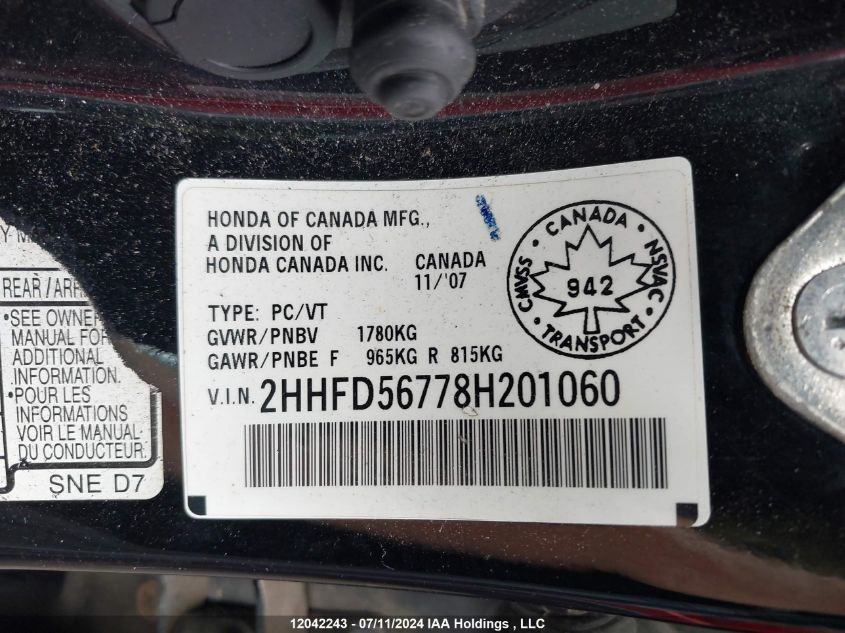 HONDA OF CANADA MFG.,
A DIVISION OF
HONDA CANADA INC. CANADA
11/'07
TYPE: PC/VT
GVWR/PNBV 1780KG
GAWR/PNBE F 965KG R 815KG
V.I.N. 2HHFD56778H201060
CANADA
CMVSS · NSVAC
942
TRANSPORT
REAR /
•SEE OWNER
MANUAL FOR
ADDITIONAL
INFORMATION.
•POUR LES
INFORMATIONS
VOIR LE MANUAL
DU CONDUCTEUR.
SNE D7
12042243 - 07/11/2024 IAA Holdings , LLC